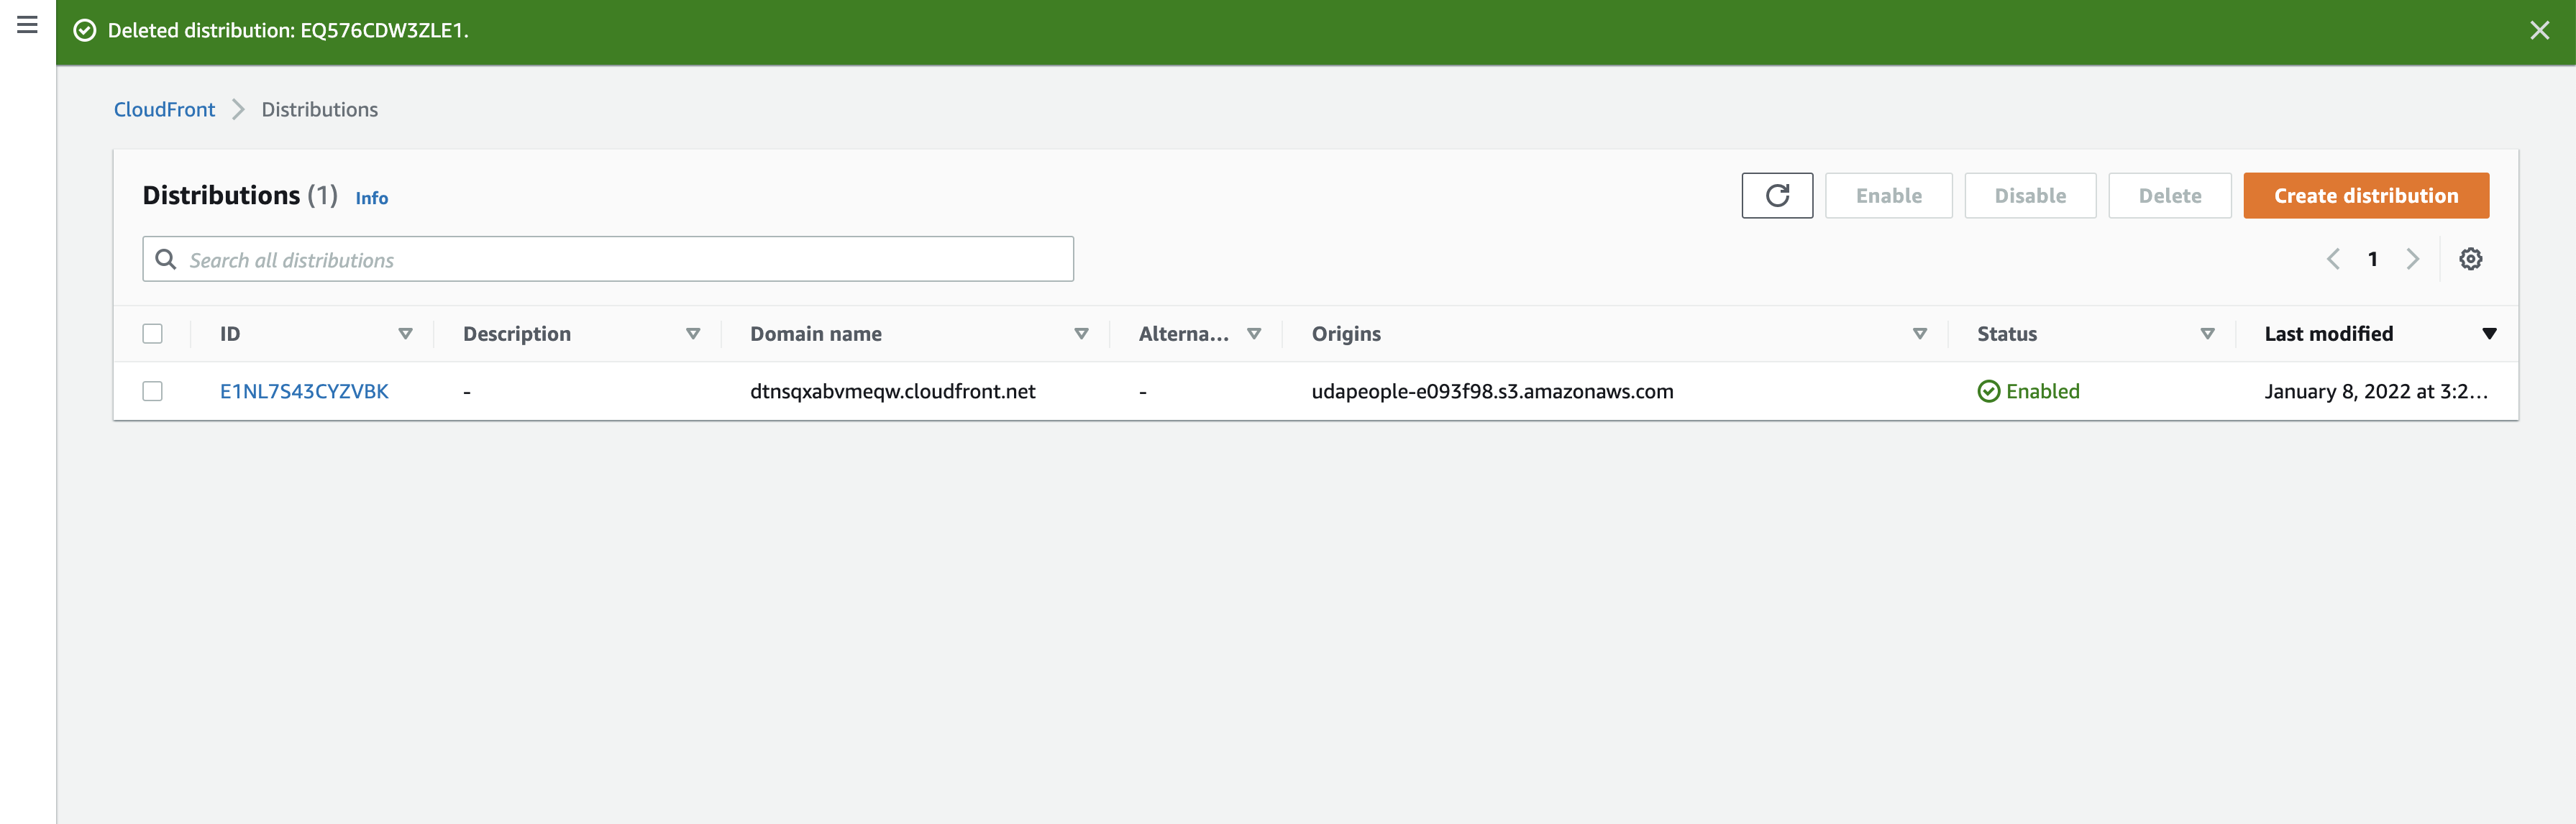 Deleted distribution: EQ576CDW3ZLE1.
CloudFront Distributions
Distributions (1) Info
Enable Disable Delete Create distribution
Search all distributions
1
ID Description Domain name Alterna... Origins Status Last modified
E1NL7S43CYZVBK - dtnsqxabvmeqw.cloudfront.net - udapeople-e093f98.s3.amazonaws.com Enabled January 8, 2022 at 3:2...